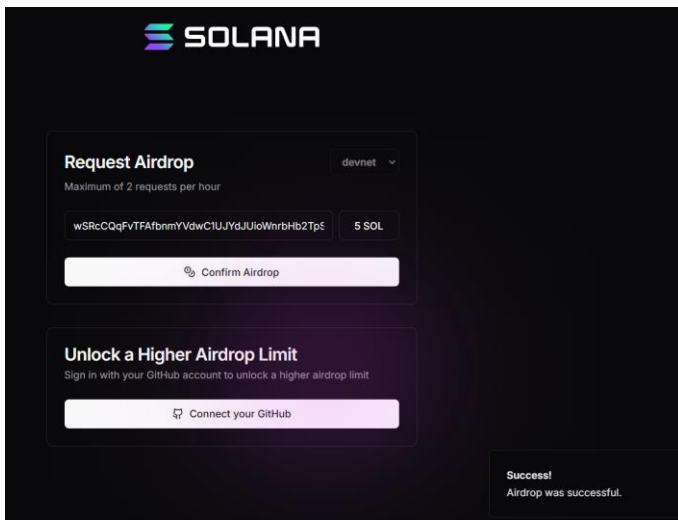 SOLANA
Request Airdrop
devnet
Maximum of 2 requests per hour
wSRcCQqFvTFAfbnmYVdwC1UJYdJUioWnrbHb2TpS
5 SOL
Confirm Airdrop
Unlock a Higher Airdrop Limit
Sign in with your GitHub account to unlock a higher airdrop limit
Connect your GitHub
Success!
Airdrop was successful.